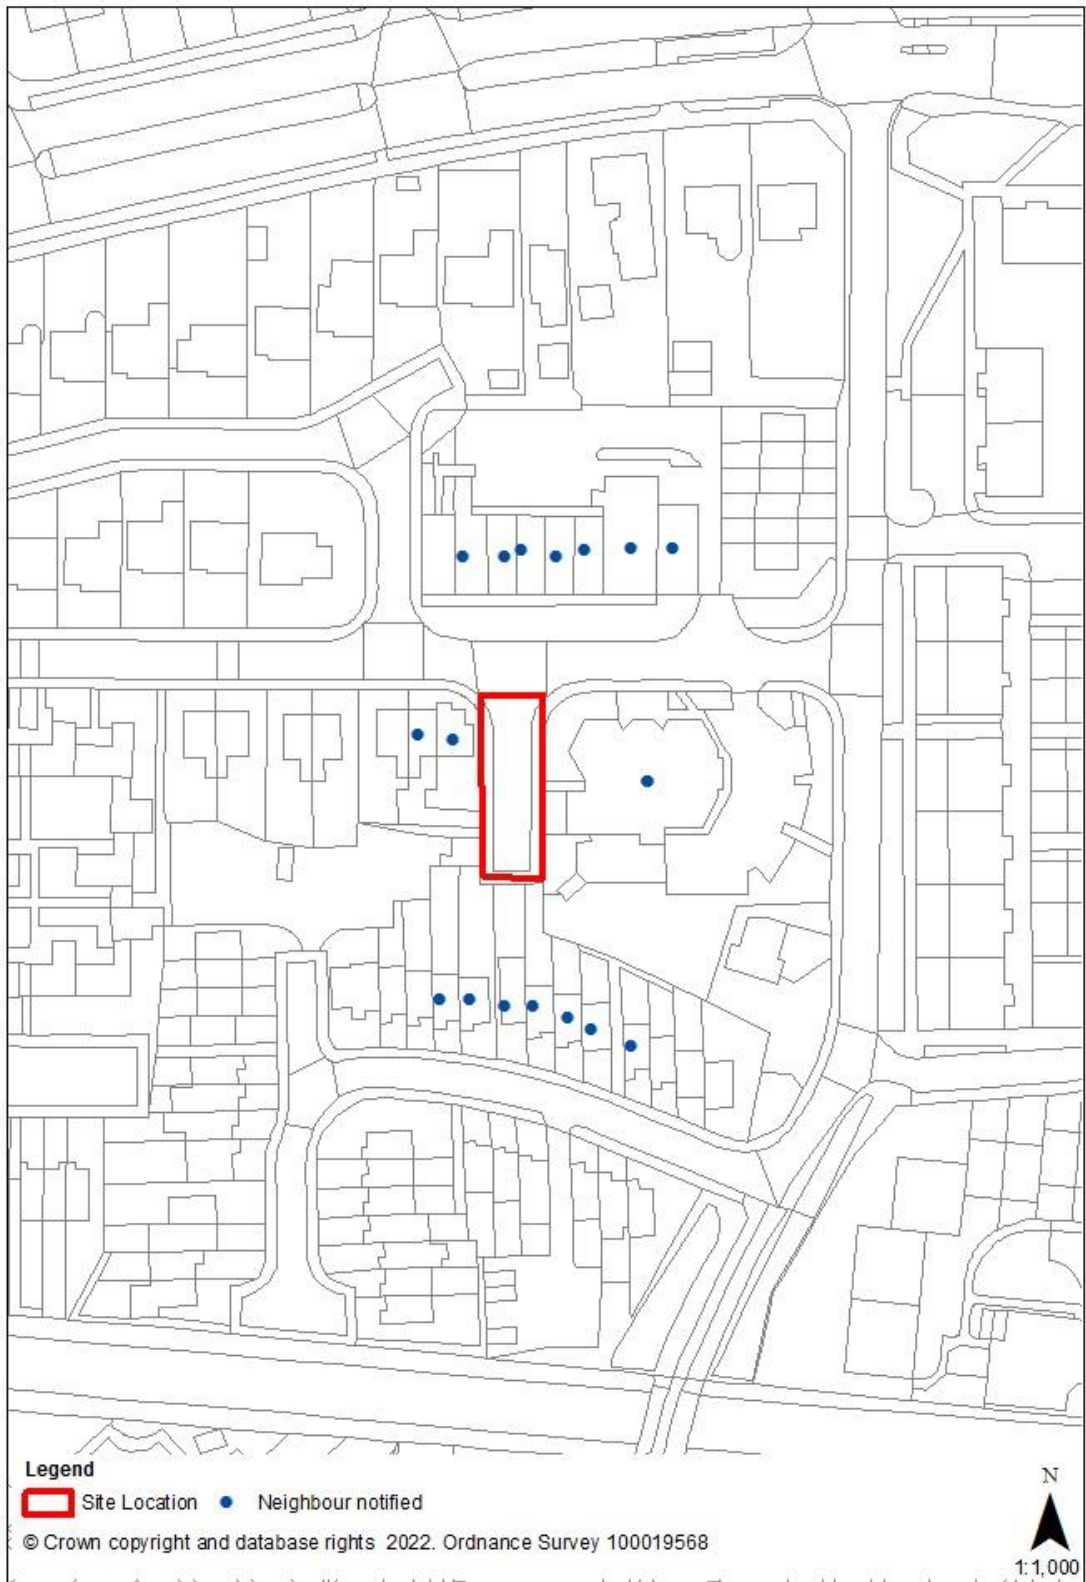 Legend
Site Location Neighbour notified
© Crown copyright and database rights 2022. Ordnance Survey 100019568
N
1:1,000